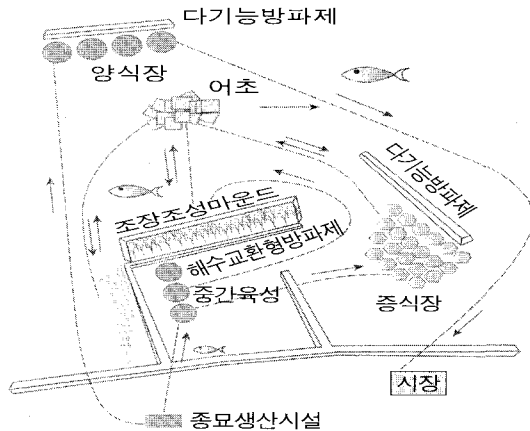 다기능방파제
양식장
어초
다기능방파제
조장조성마운드
해수교환형방파제
중간육성
증식장
시장
종묘생산시설